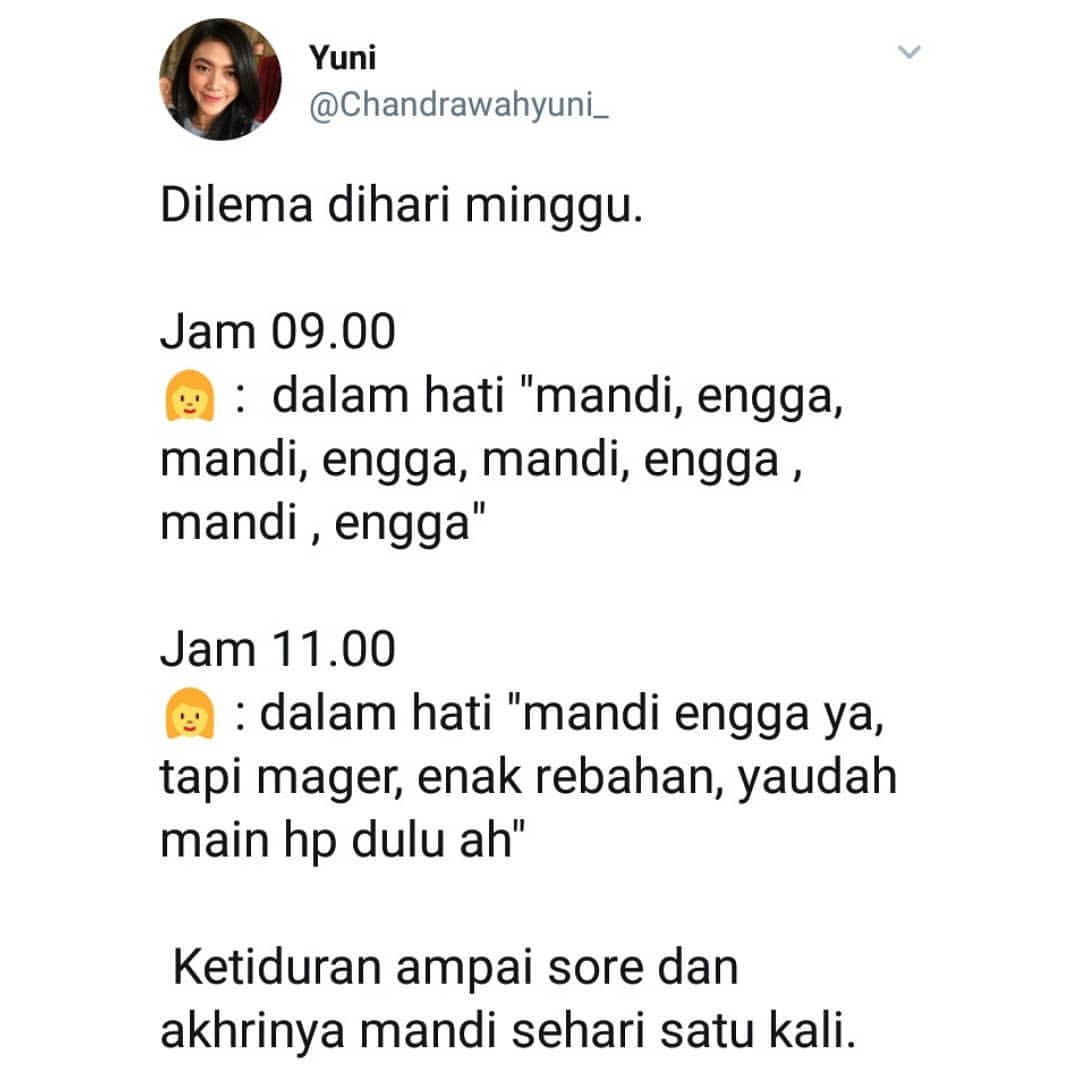 Yuni
@Chandrawahyuni_
Dilema dihari minggu.
Jam 09.00
👩 :  dalam hati "mandi, engga,
mandi, engga, mandi, engga ,
mandi , engga"
Jam 11.00
👩 : dalam hati "mandi engga ya,
tapi mager, enak rebahan, yaudah
main hp dulu ah"
Ketiduran ampai sore dan
akhrinya mandi sehari satu kali.